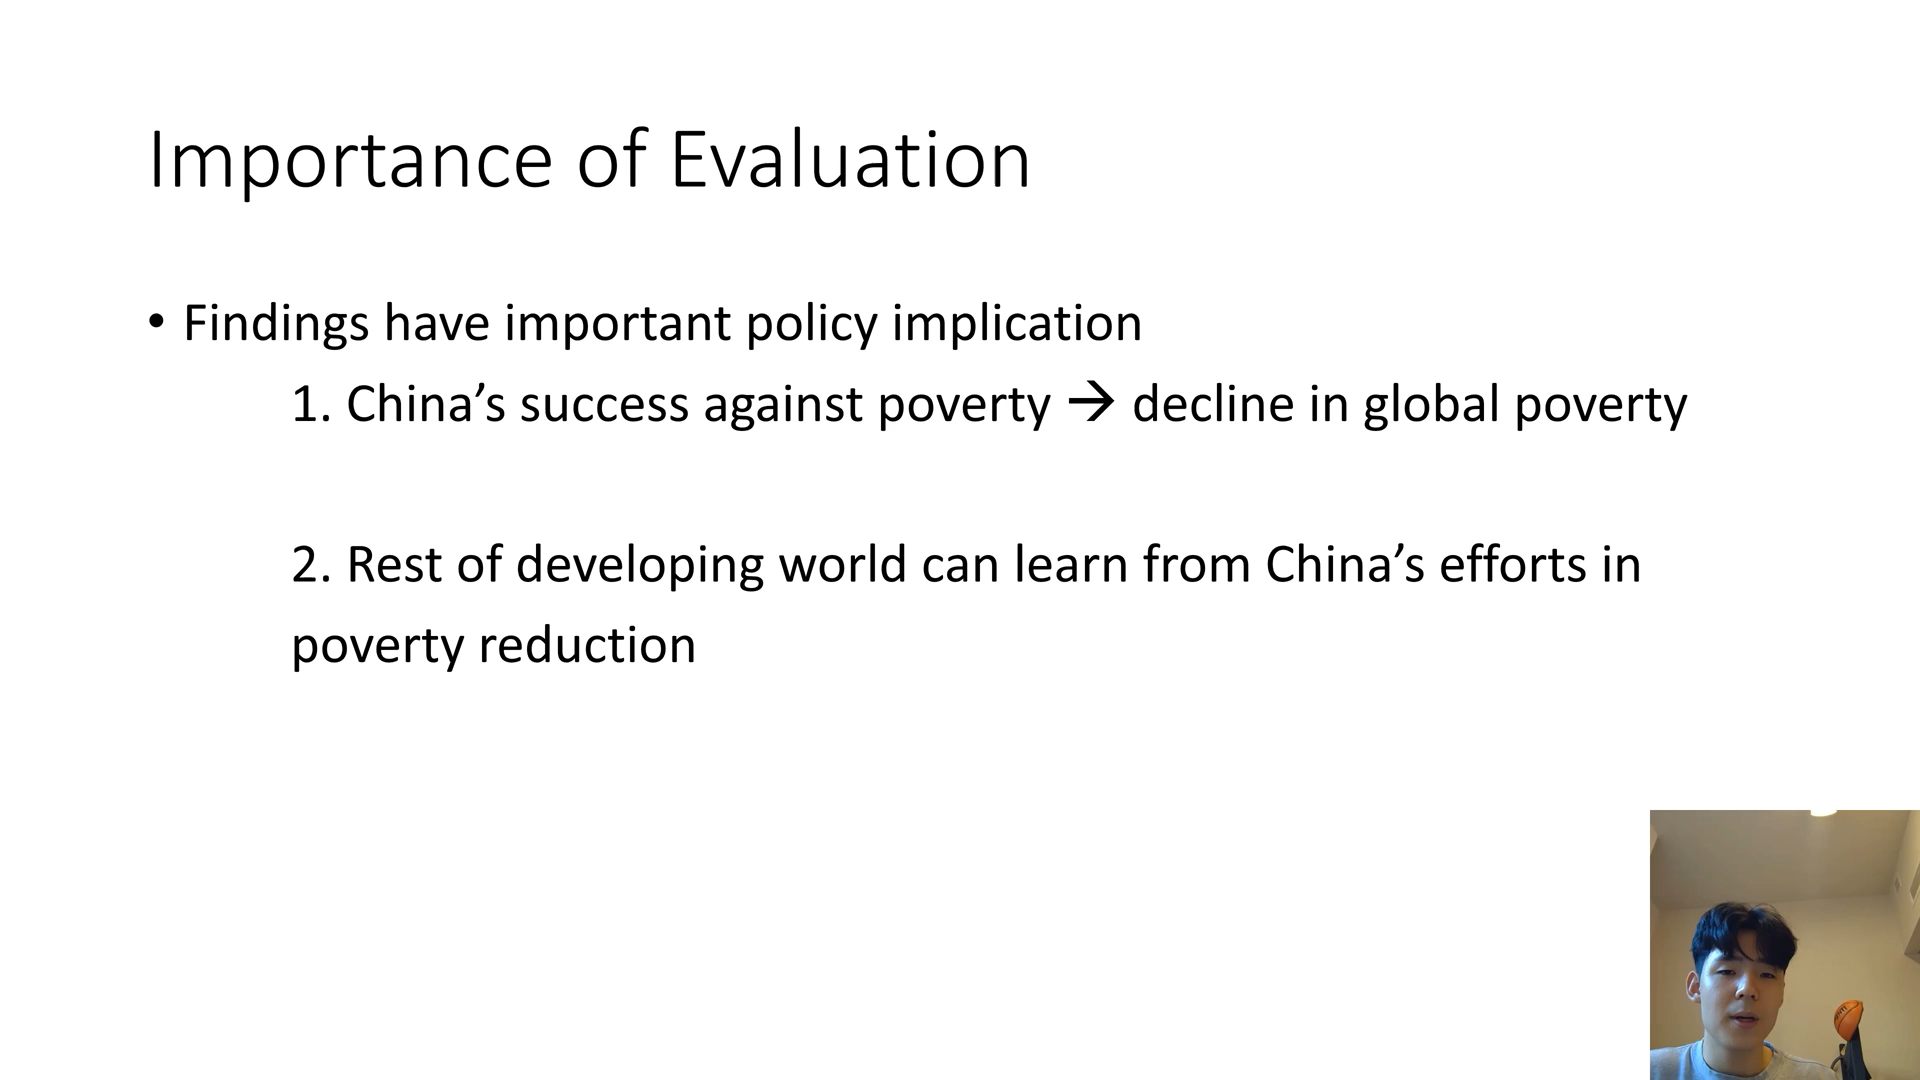 Importance of Evaluation
• Findings have important policy implication
1. China’s success against poverty → decline in global poverty
2. Rest of developing world can learn from China’s efforts in
poverty reduction